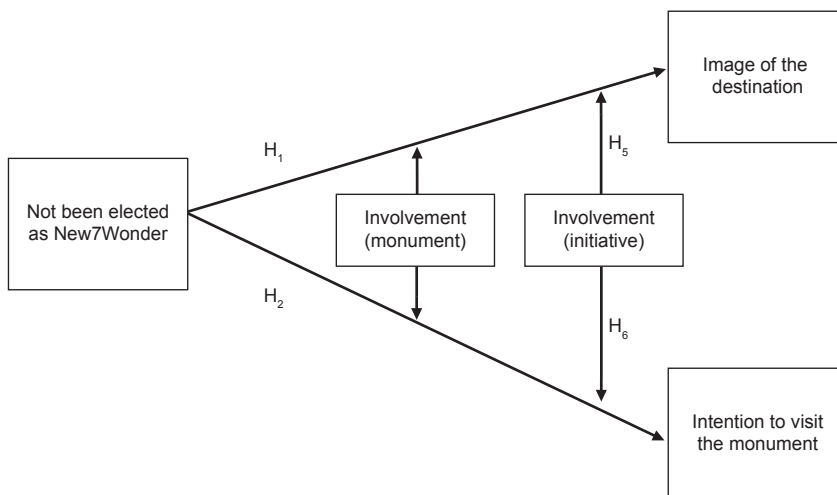 Image of the
destination
H₁
H₅
Not been elected
as New7Wonder
Involvement
(monument)
Involvement
(initiative)
H₂
H₆
Intention to visit
the monument